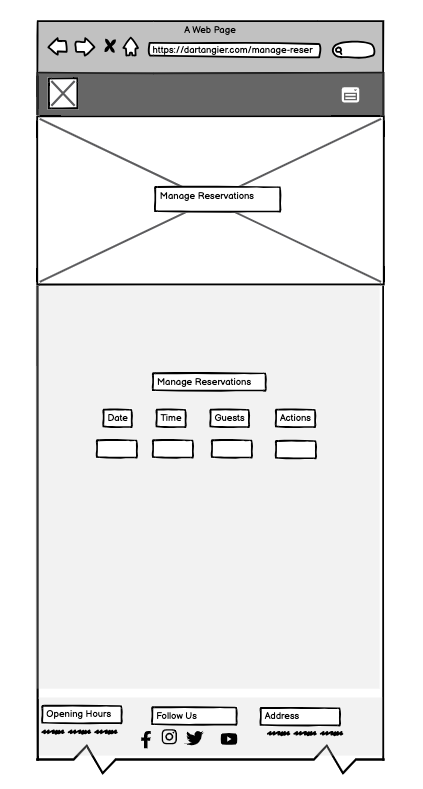 A Web Page
https://dartangier.com/manage-reser
Manage Reservations
Manage Reservations
Date Time Guests Actions
Opening Hours Follow Us Address